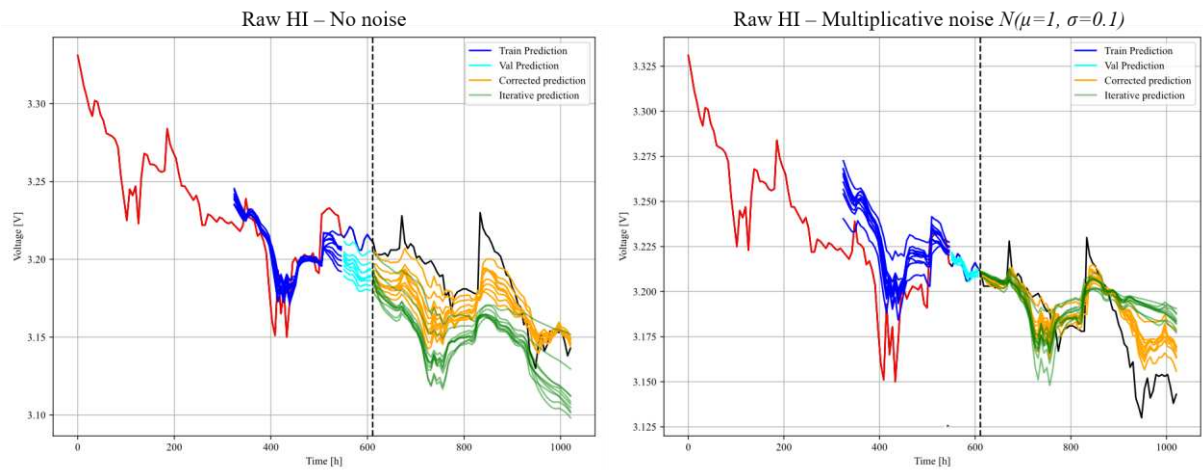 Raw HI – No noise
Raw HI – Multiplicative noise N(μ=1, σ=0.1)
Train Prediction
Val Prediction
Corrected prediction
Iterative prediction
3.30
3.25
3.20
3.15
3.10
Voltage [V]
0
200
400
600
800
1000
Time [h]
Train Prediction
Val Prediction
Corrected prediction
Iterative prediction
3.325
3.300
3.275
3.250
3.225
3.200
3.175
3.150
3.125
Voltage [V]
0
200
400
600
800
1000
Time [h]